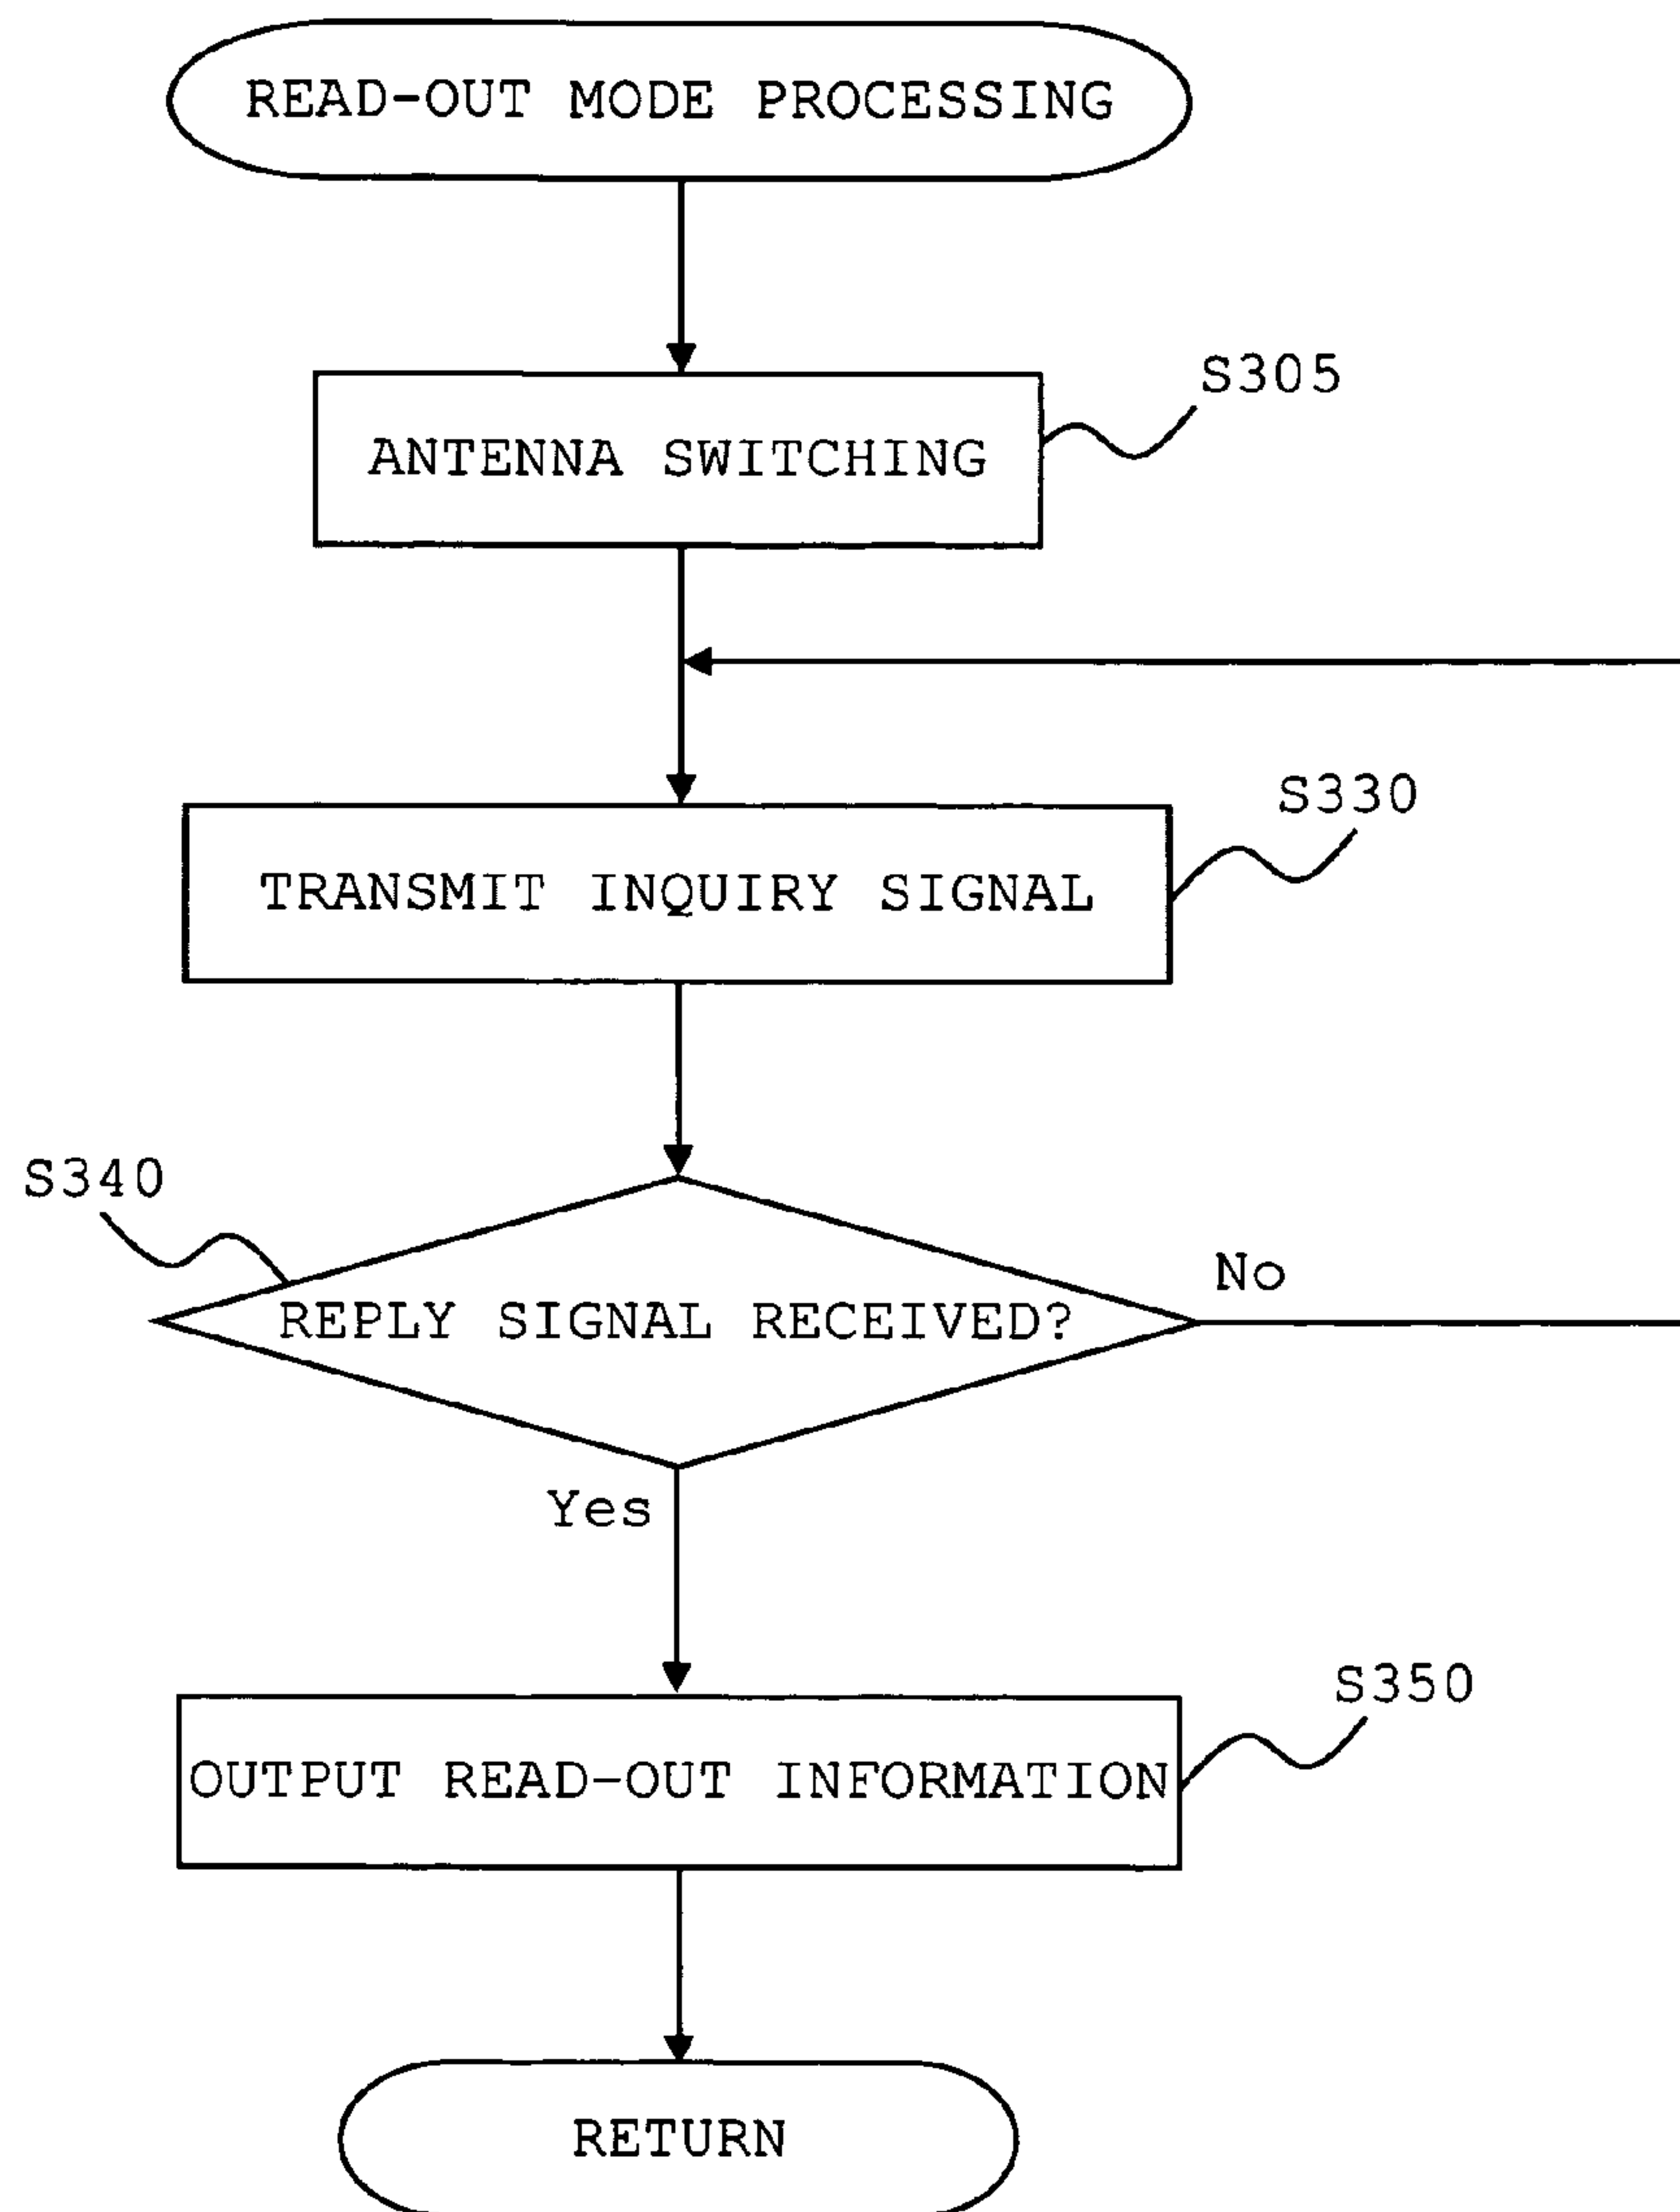 READ-OUT MODE PROCESSING
S305
ANTENNA SWITCHING
S330
TRANSMIT INQUIRY SIGNAL
S340
No
REPLY SIGNAL RECEIVED?
Yes
S350
OUTPUT READ-OUT INFORMATION
RETURN